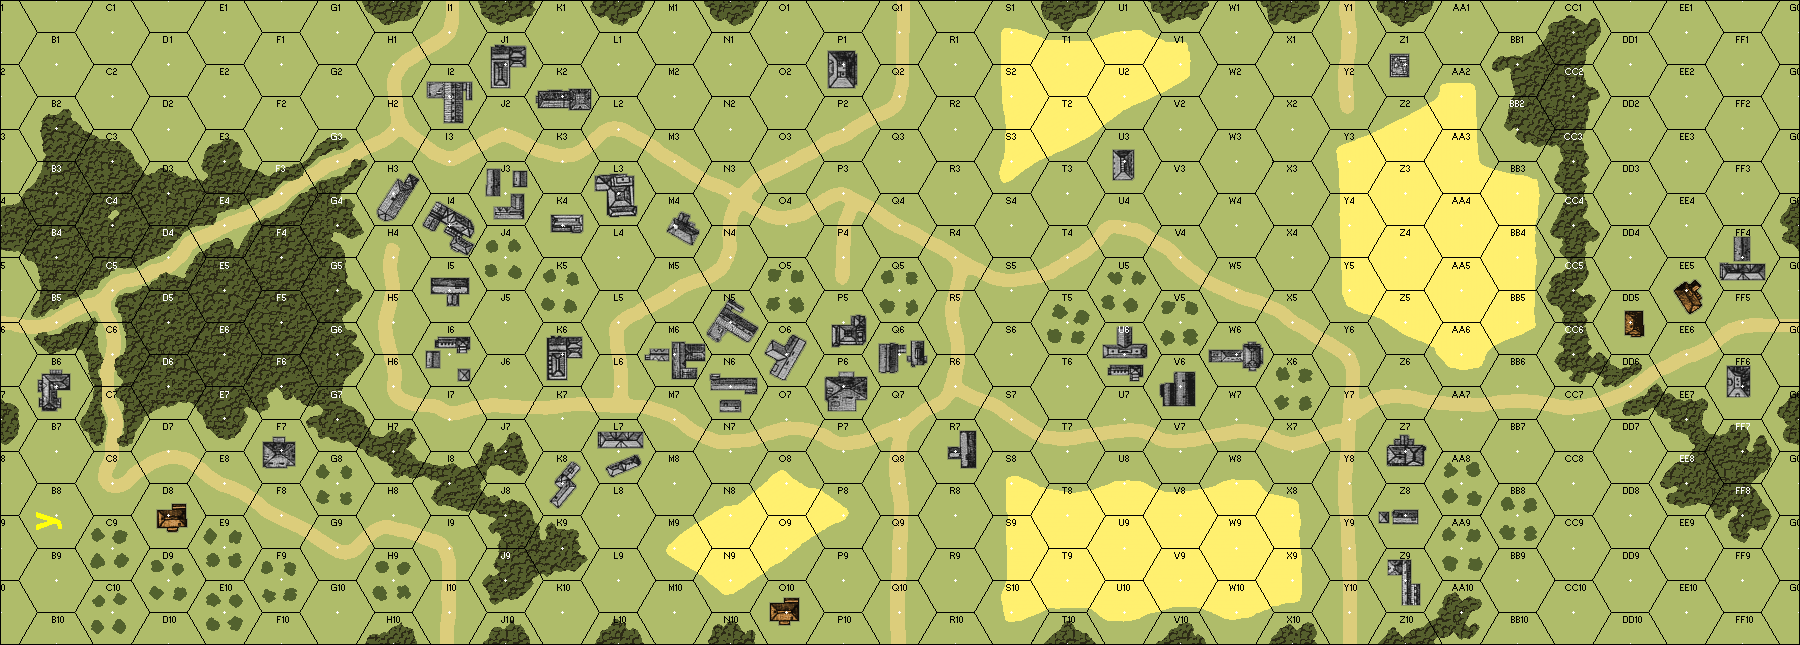 1 C1 E1 G1 I1 K1 M1 O1 Q1 S1 U1 W1 Y1 AA1 CC1 EE1
B1 D1 F1 H1 J1 L1 N1 P1 R1 T1 V1 X1 Z1 BB1 DD1 FF1
2 C2 E2 G2 I2 K2 M2 O2 Q2 S2 U2 W2 Y2 AA2 CC2 EE2
B2 D2 F2 H2 J2 L2 N2 P2 R2 T2 V2 X2 Z2 BB2 DD2 FF2
3 C3 E3 G3 I3 K3 M3 O3 Q3 S3 U3 W3 Y3 AA3 CC3 EE3
B3 D3 F3 H3 J3 L3 N3 P3 R3 T3 V3 X3 Z3 BB3 DD3 FF3
4 C4 E4 G4 I4 K4 M4 O4 Q4 S4 U4 W4 Y4 AA4 CC4 EE4
B4 D4 F4 H4 J4 L4 N4 P4 R4 T4 V4 X4 Z4 BB4 DD4 FF4
5 C5 E5 G5 I5 K5 M5 O5 Q5 S5 U5 W5 Y5 AA5 CC5 EE5
B5 D5 F5 H5 J5 L5 N5 P5 R5 T5 V5 X5 Z5 BB5 DD5 FF5
6 C6 E6 G6 I6 K6 M6 O6 Q6 S6 U6 W6 Y6 AA6 CC6 EE6
B6 D6 F6 H6 J6 L6 N6 P6 R6 T6 V6 X6 Z6 BB6 DD6 FF6
7 C7 E7 G7 I7 K7 M7 O7 Q7 S7 U7 W7 Y7 AA7 CC7 EE7
B7 D7 F7 H7 J7 L7 N7 P7 R7 T7 V7 X7 Z7 BB7 DD7 FF7
8 C8 E8 G8 I8 K8 M8 O8 Q8 S8 U8 W8 Y8 AA8 CC8 EE8
B8 D8 F8 H8 J8 L8 N8 P8 R8 T8 V8 X8 Z8 BB8 DD8 FF8
9 y C9 E9 G9 I9 K9 M9 O9 Q9 S9 U9 W9 Y9 AA9 CC9 EE9
B9 D9 F9 H9 J9 L9 N9 P9 R9 T9 V9 X9 Z9 BB9 DD9 FF9
0 C10 E10 G10 I10 K10 M10 O10 Q10 S10 U10 W10 Y10 AA10 CC10 EE10
B10 D10 F10 H10 J10 L10 N10 P10 R10 T10 V10 X10 Z10 BB10 DD10 FF10